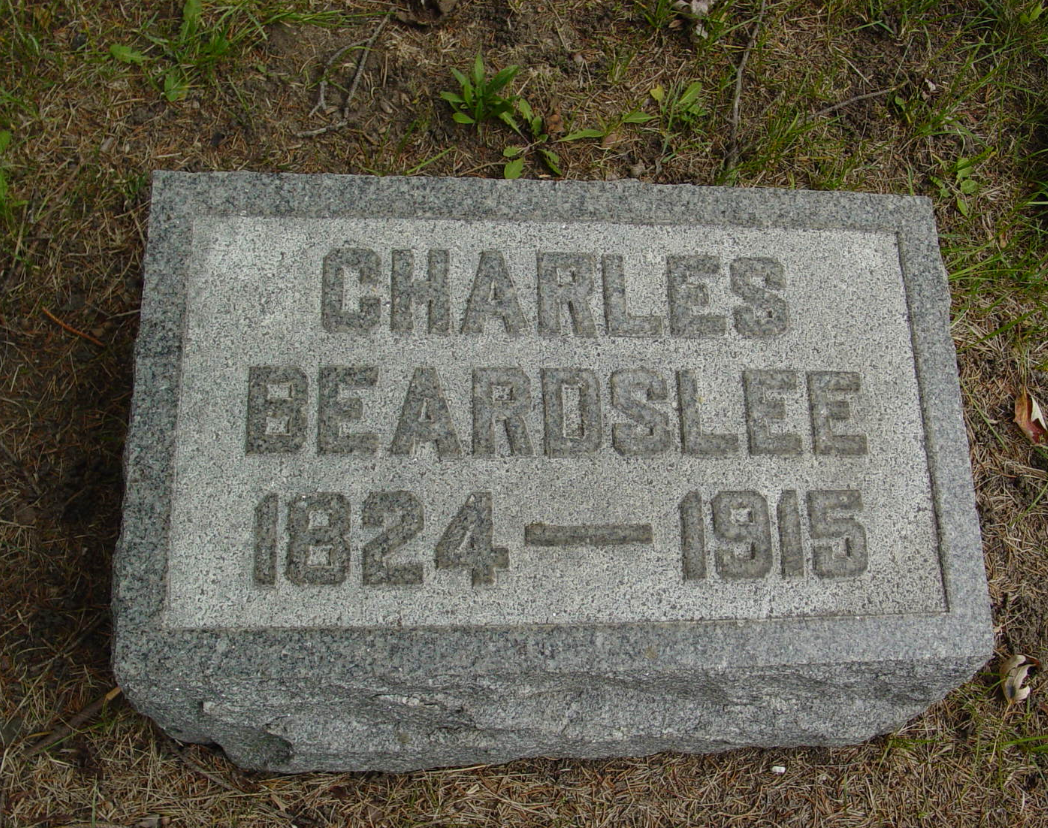 CHARLES
BEARDSLEE
1824 — 1915